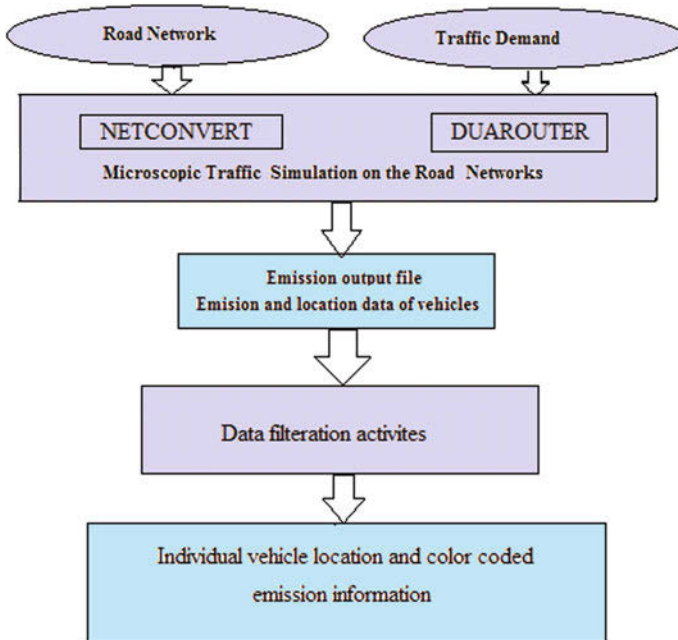 Road Network
Traffic Demand
NETCONVERT
DUAROUTER
Microscopic Traffic Simulation on the Road Networks
Emission output file
Emision and location data of vehicles
Data filteration activites
Individual vehicle location and color coded
emission information